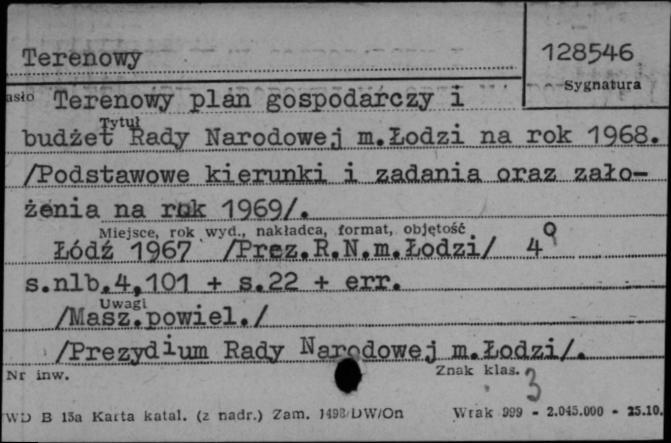 Terenowy
128546
Sygnatura
asło Terenowy plan gospodarczy i
Tytuł
budżet Rady Narodowej m.Łodzi na rok 1968.
/Podstawowe kierunki i zadania oraz zało-
żenia na rok 1969/.
Miejsce, rok wyd., nakładca, format, objętość
Łódź 1967 /Prez.R.N.m.Łodzi/ 4°
s.nlb.4,101 + s.22 + err.
Uwagi
/Masz.powiel./
/Prezydium Rady Narodowej m.Łodzi/.
Nr inw.
Znak klas.
3
WD B 15a Karta katal. (z nadr.) Zam. 1498/DW/On Wrak 999 - 2.045.000 - 25.10.